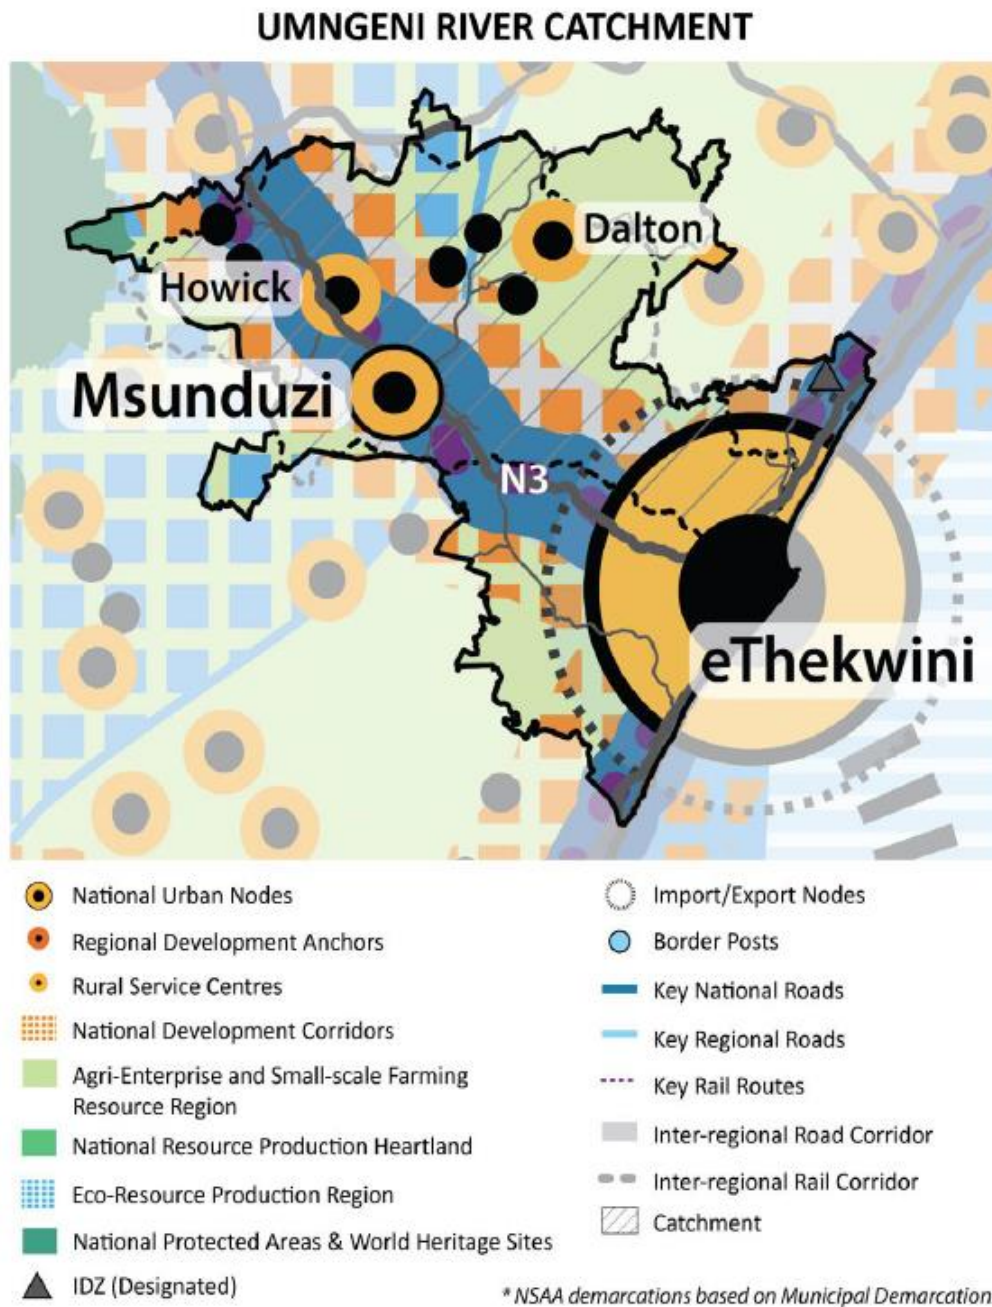 UMNGENI RIVER CATCHMENT
Dalton
Howick
Msunduzi
N3
eThekwini
National Urban Nodes
Regional Development Anchors
Rural Service Centres
National Development Corridors
Agri-Enterprise and Small-scale Farming
Resource Region
National Resource Production Heartland
Eco-Resource Production Region
National Protected Areas & World Heritage Sites
IDZ (Designated)
Import/Export Nodes
Border Posts
Key National Roads
Key Regional Roads
Key Rail Routes
Inter-regional Road Corridor
Inter-regional Rail Corridor
Catchment
* NSAA demarcations based on Municipal Demarcation